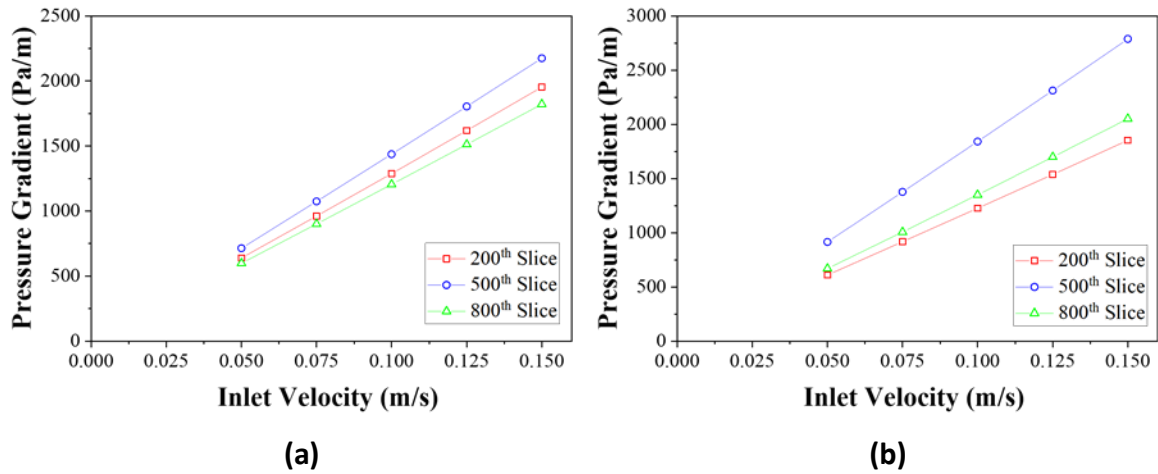 2500
2000
1500
1000
500
0
0.000 0.025 0.050 0.075 0.100 0.125 0.150
Pressure Gradient (Pa/m)
Inlet Velocity (m/s)
200th Slice
500th Slice
800th Slice
(a)
3000
2500
2000
1500
1000
500
0
0.000 0.025 0.050 0.075 0.100 0.125 0.150
Pressure Gradient (Pa/m)
Inlet Velocity (m/s)
200th Slice
500th Slice
800th Slice
(b)